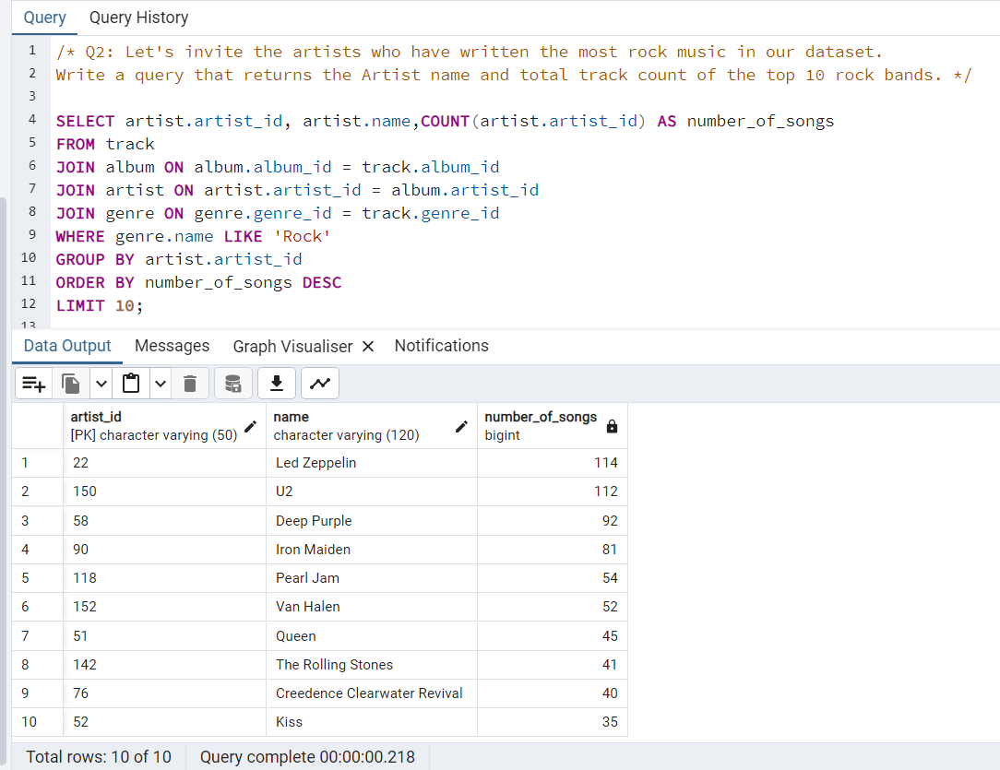 Query Query History
1 /* Q2: Let's invite the artists who have written the most rock music in our dataset.
2 Write a query that returns the Artist name and total track count of the top 10 rock bands. */
3
4 SELECT artist.artist_id, artist.name,COUNT(artist.artist_id) AS number_of_songs
5 FROM track
6 JOIN album ON album.album_id = track.album_id
7 JOIN artist ON artist.artist_id = album.artist_id
8 JOIN genre ON genre.genre_id = track.genre_id
9 WHERE genre.name LIKE 'Rock'
10 GROUP BY artist.artist_id
11 ORDER BY number_of_songs DESC
12 LIMIT 10;
13
Data Output Messages Graph Visualiser Notifications
artist_id name number_of_songs
[PK] character varying (50) character varying (120) bigint
1 22 Led Zeppelin 114
2 150 U2 112
3 58 Deep Purple 92
4 90 Iron Maiden 81
5 118 Pearl Jam 54
6 152 Van Halen 52
7 51 Queen 45
8 142 The Rolling Stones 41
9 76 Creedence Clearwater Revival 40
10 52 Kiss 35
Total rows: 10 of 10 Query complete 00:00:00.218